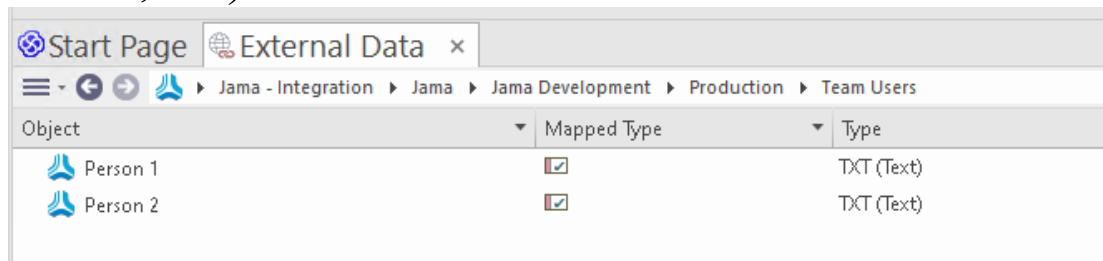 Start Page External Data ×
Jama - Integration Jama Jama Development Production Team Users
Object Mapped Type Type
Person 1 TXT (Text)
Person 2 TXT (Text)